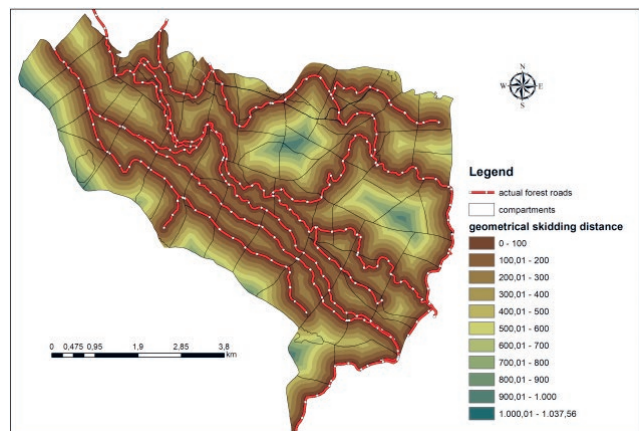 N
W E
S
Legend
actual forest roads
compartments
geometrical skidding distance
0 - 100
100,01 - 200
200,01 - 300
300,01 - 400
400,01 - 500
500,01 - 600
600,01 - 700
700,01 - 800
800,01 - 900
900,01 - 1.000
1.000,01 - 1.037,56
0 0,475 0,95 1,9 2,85 3,8
km